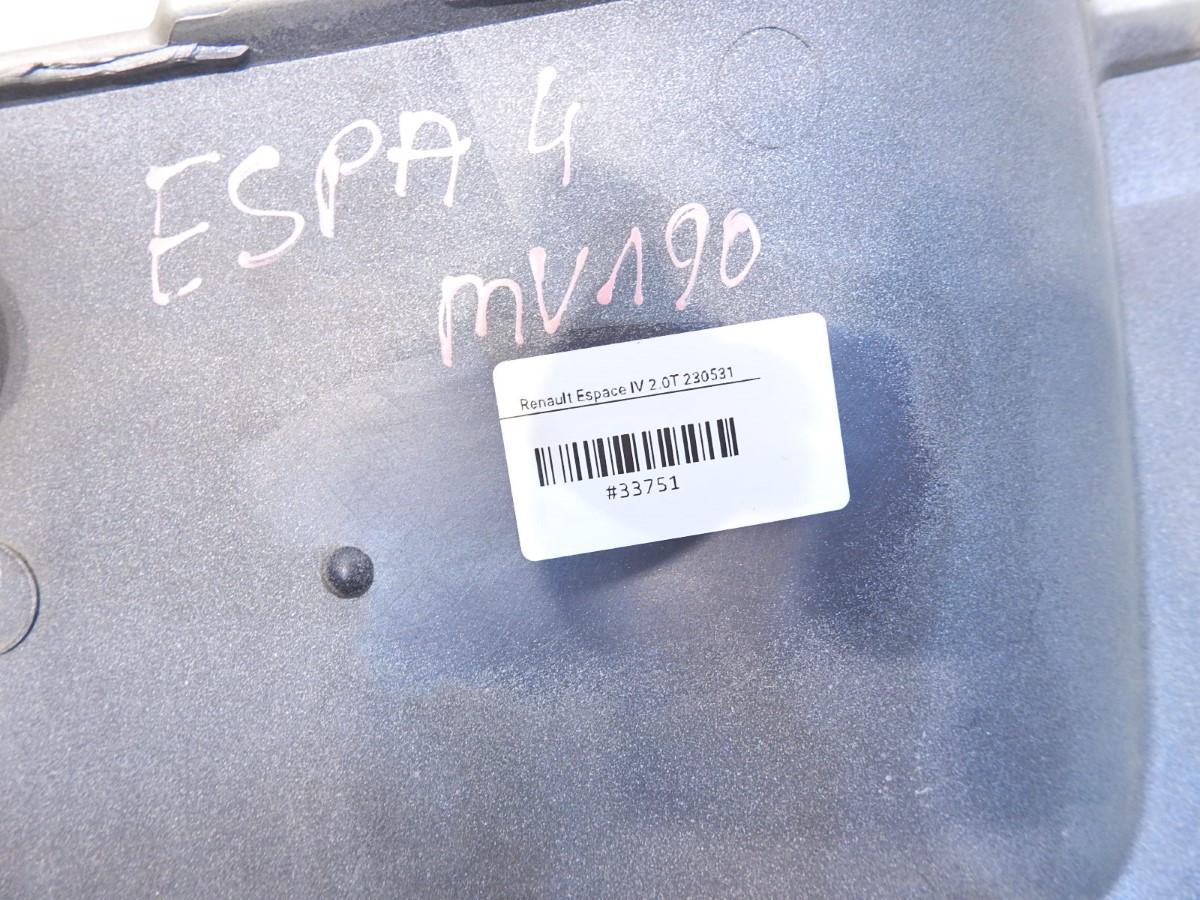 ESPA 4
mV190
Renault Espace IV 2.0T 230531
#33751